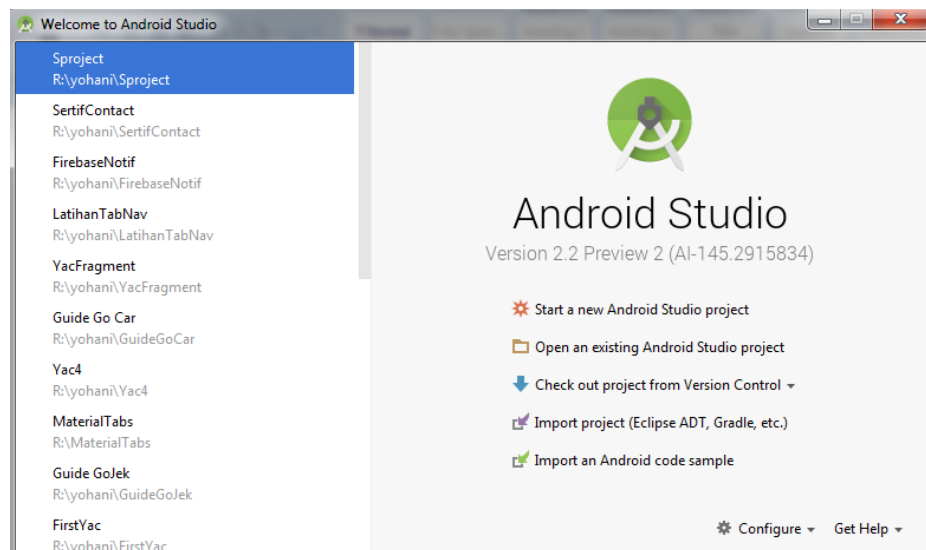 Welcome to Android Studio
Sproject
R:\yohani\Sproject
SertifContact
R:\yohani\SertifContact
FirebaseNotif
R:\yohani\FirebaseNotif
LatihanTabNav
R:\yohani\LatihanTabNav
YacFragment
R:\yohani\YacFragment
Guide Go Car
R:\yohani\GuideGoCar
Yac4
R:\yohani\Yac4
MaterialTabs
R:\MaterialTabs
Guide GoJek
R:\yohani\GuideGoJek
FirstYac
R:\yohani\FirstYac
Android Studio
Version 2.2 Preview 2 (AI-145.2915834)
Start a new Android Studio project
Open an existing Android Studio project
Check out project from Version Control
Import project (Eclipse ADT, Gradle, etc.)
Import an Android code sample
Configure
Get Help